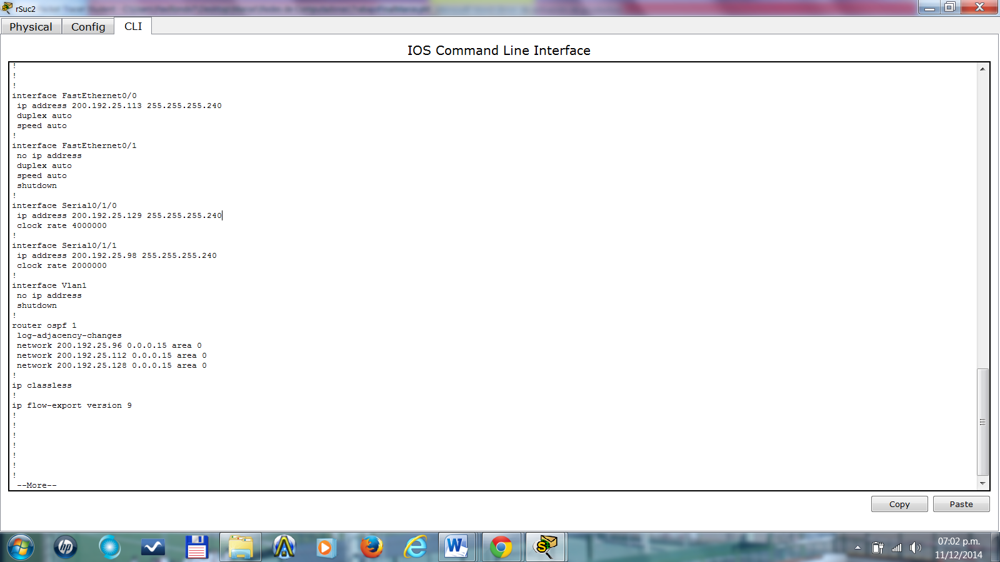 rSuc2
Physical Config CLI
IOS Command Line Interface
!
!
!
interface FastEthernet0/0
 ip address 200.192.25.113 255.255.255.240
 duplex auto
 speed auto
!
interface FastEthernet0/1
 no ip address
 duplex auto
 speed auto
 shutdown
!
interface Serial0/1/0
 ip address 200.192.25.129 255.255.255.240
 clock rate 4000000
!
interface Serial0/1/1
 ip address 200.192.25.98 255.255.255.240
 clock rate 2000000
!
interface Vlan1
 no ip address
 shutdown
!
router ospf 1
 log-adjacency-changes
 network 200.192.25.96 0.0.0.15 area 0
 network 200.192.25.112 0.0.0.15 area 0
 network 200.192.25.128 0.0.0.15 area 0
!
ip classless
!
ip flow-export version 9
!
!
!
!
!
!
!
 --More--
Copy Paste
07:02 p.m.
11/12/2014